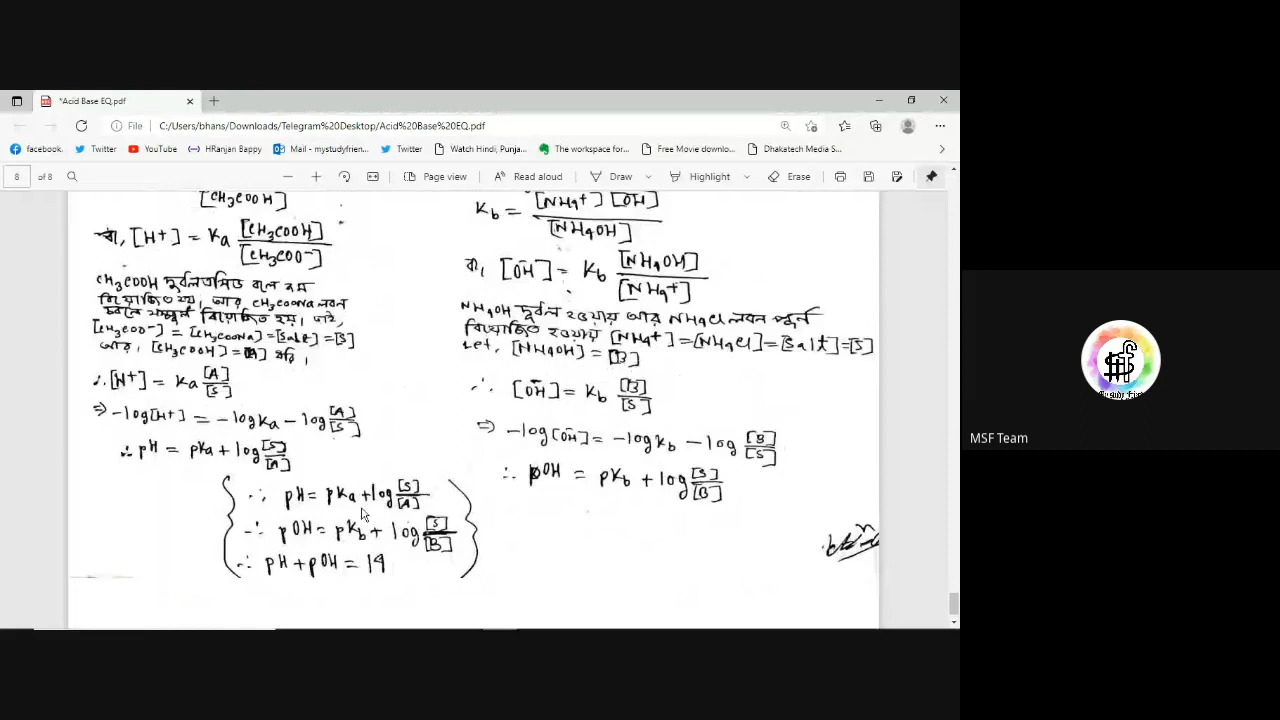 *Acid Base EQ.pdf
File C:/Users/bhans/Downloads/Telegram%20Desktop/Acid%20Base%20EQ.pdf
facebook. Twitter YouTube HRanjan Bappy Mail - mystudyfrien... Twitter Watch Hindi, Punja... The workspace for... Free Movie downlo... Dhakatech Media S...
8 of 8 Page view Read aloud Draw Highlight Erase
[CH₃COOH]
বা, [H+] = Ka [CH₃COOH] / [CH₃COO⁻]
CH₃COOH দুর্বল এসিড বলে কম
বিয়োজিত হয়। আর CH₃COONa লবন
সম্পূর্ণ বিয়োজিত হয়। তাই,
[CH₃COO⁻] = [CH₃COONa] = [Salt] = [S]
আর, [CH₃COOH] = [A] ধরি।
∴ [H+] = Ka [A]/[S]
⇒ -log[H+] = -logKa - log [A]/[S]
∴ pH = pKa + log [S]/[A]
Kb = [NH₄+] [OH⁻] / [NH₄OH]
বা, [OH⁻] = Kb [NH₄OH] / [NH₄+]
NH₄OH দুর্বল হওয়ায় আর NH₄Cl লবন
বিয়োজিত হওয়ায় [NH₄+] = [NH₄Cl] = [Salt] = [S]
Let, [NH₄OH] = [B]
∴ [OH⁻] = Kb [B]/[S]
⇒ -log[OH⁻] = -logKb - log [B]/[S]
∴ pOH = pKb + log [S]/[B]
∴ pH = pKa + log [S]/[A]
∴ pOH = pKb + log [S]/[B]
∴ pH + pOH = 14
MSF Team